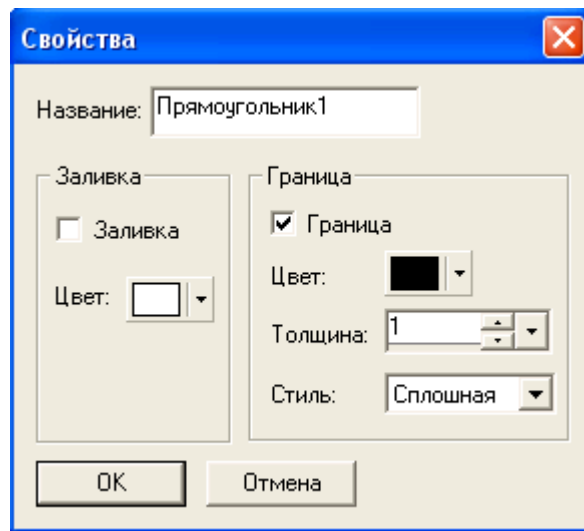 Свойства
Название: Прямоугольник1
Заливка
Заливка
Цвет:
Граница
Граница
Цвет:
Толщина: 1
Стиль: Сплошная
OK Отмена